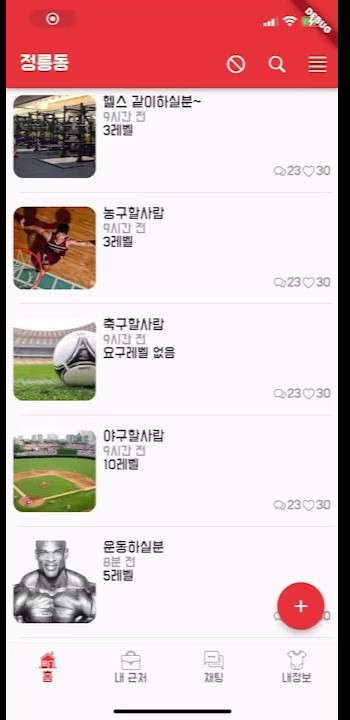 DEBUG
정릉동
헬스 같이하실분~
9시간 전
3레벨
23 30
농구할사람
9시간 전
3레벨
23 30
축구할사람
9시간 전
요구레벨 없음
23 30
야구할사람
9시간 전
10레벨
23 30
운동하실분
8분 전
5레벨
홈
내 근처
채팅
내정보